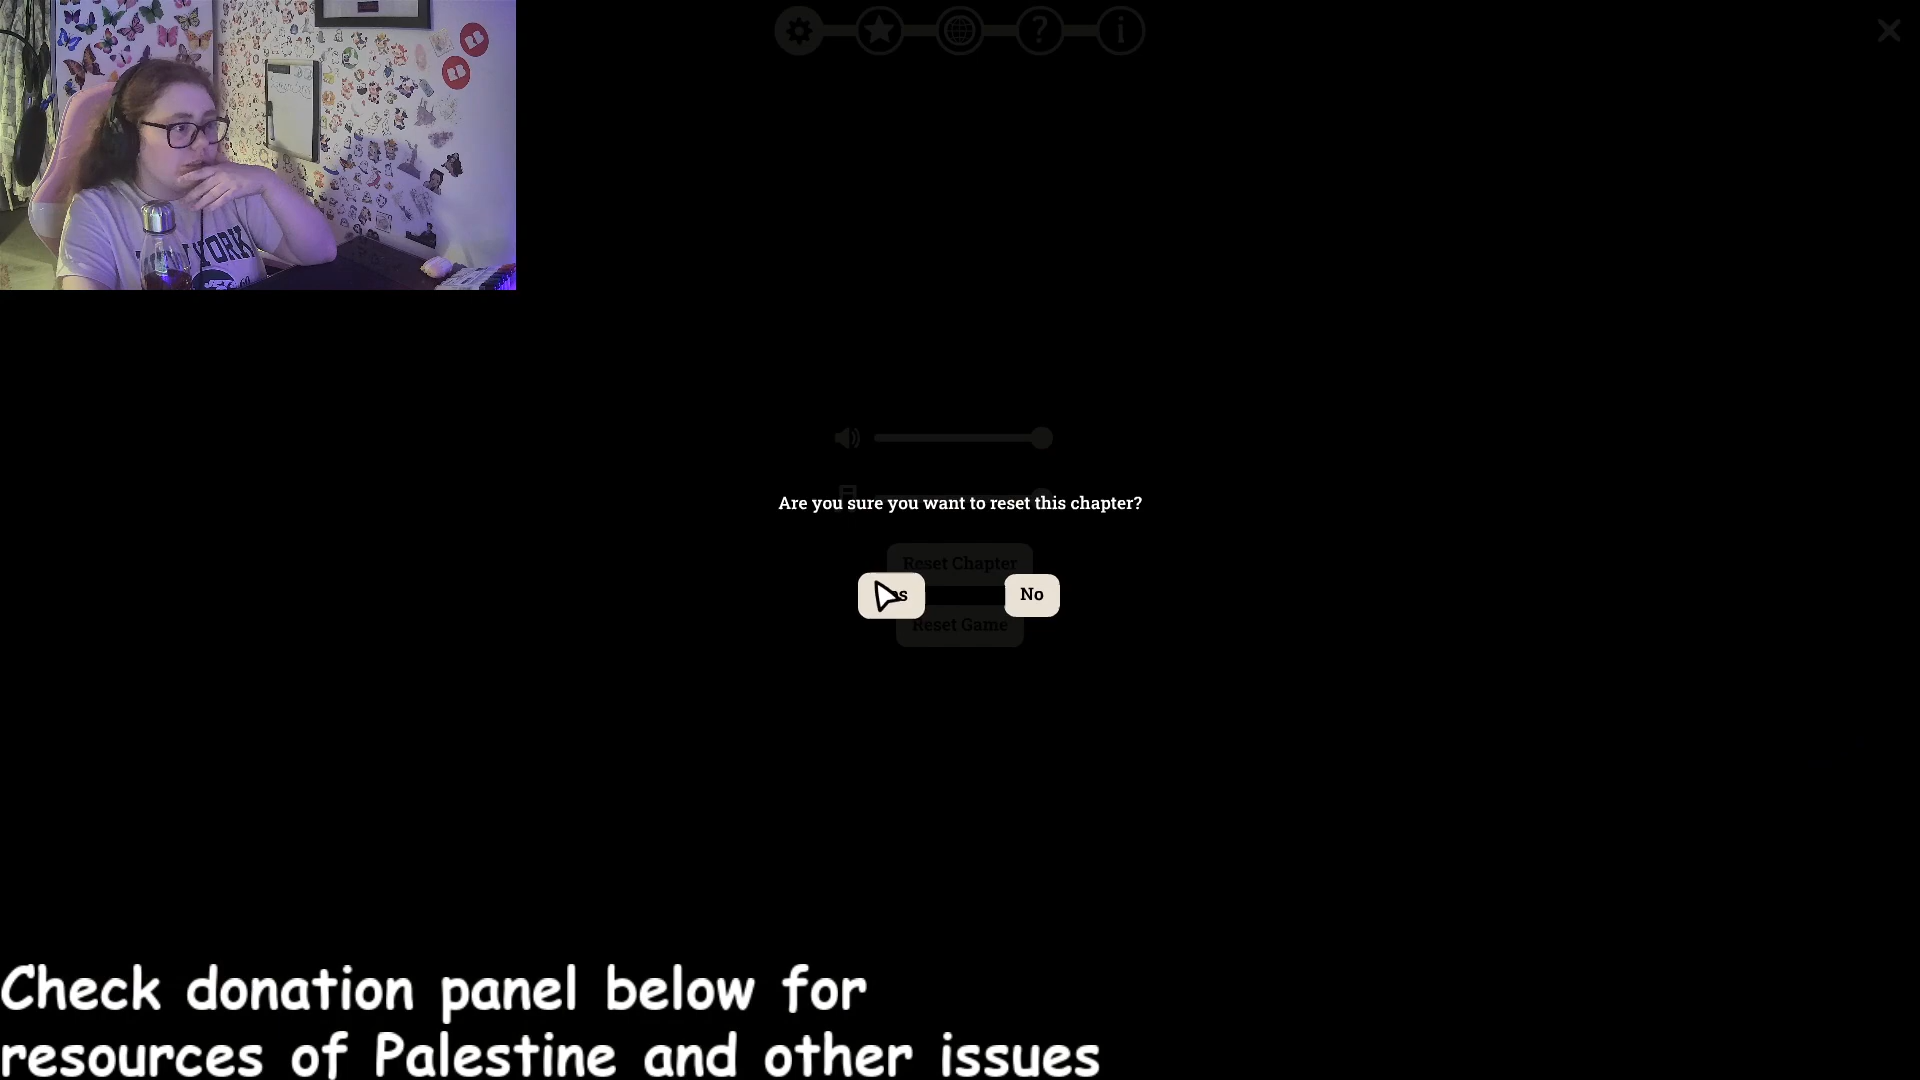 YORK
Are you sure you want to reset this chapter?
Reset Chapter
No
Reset Game
Check donation panel below for
resources of Palestine and other issues